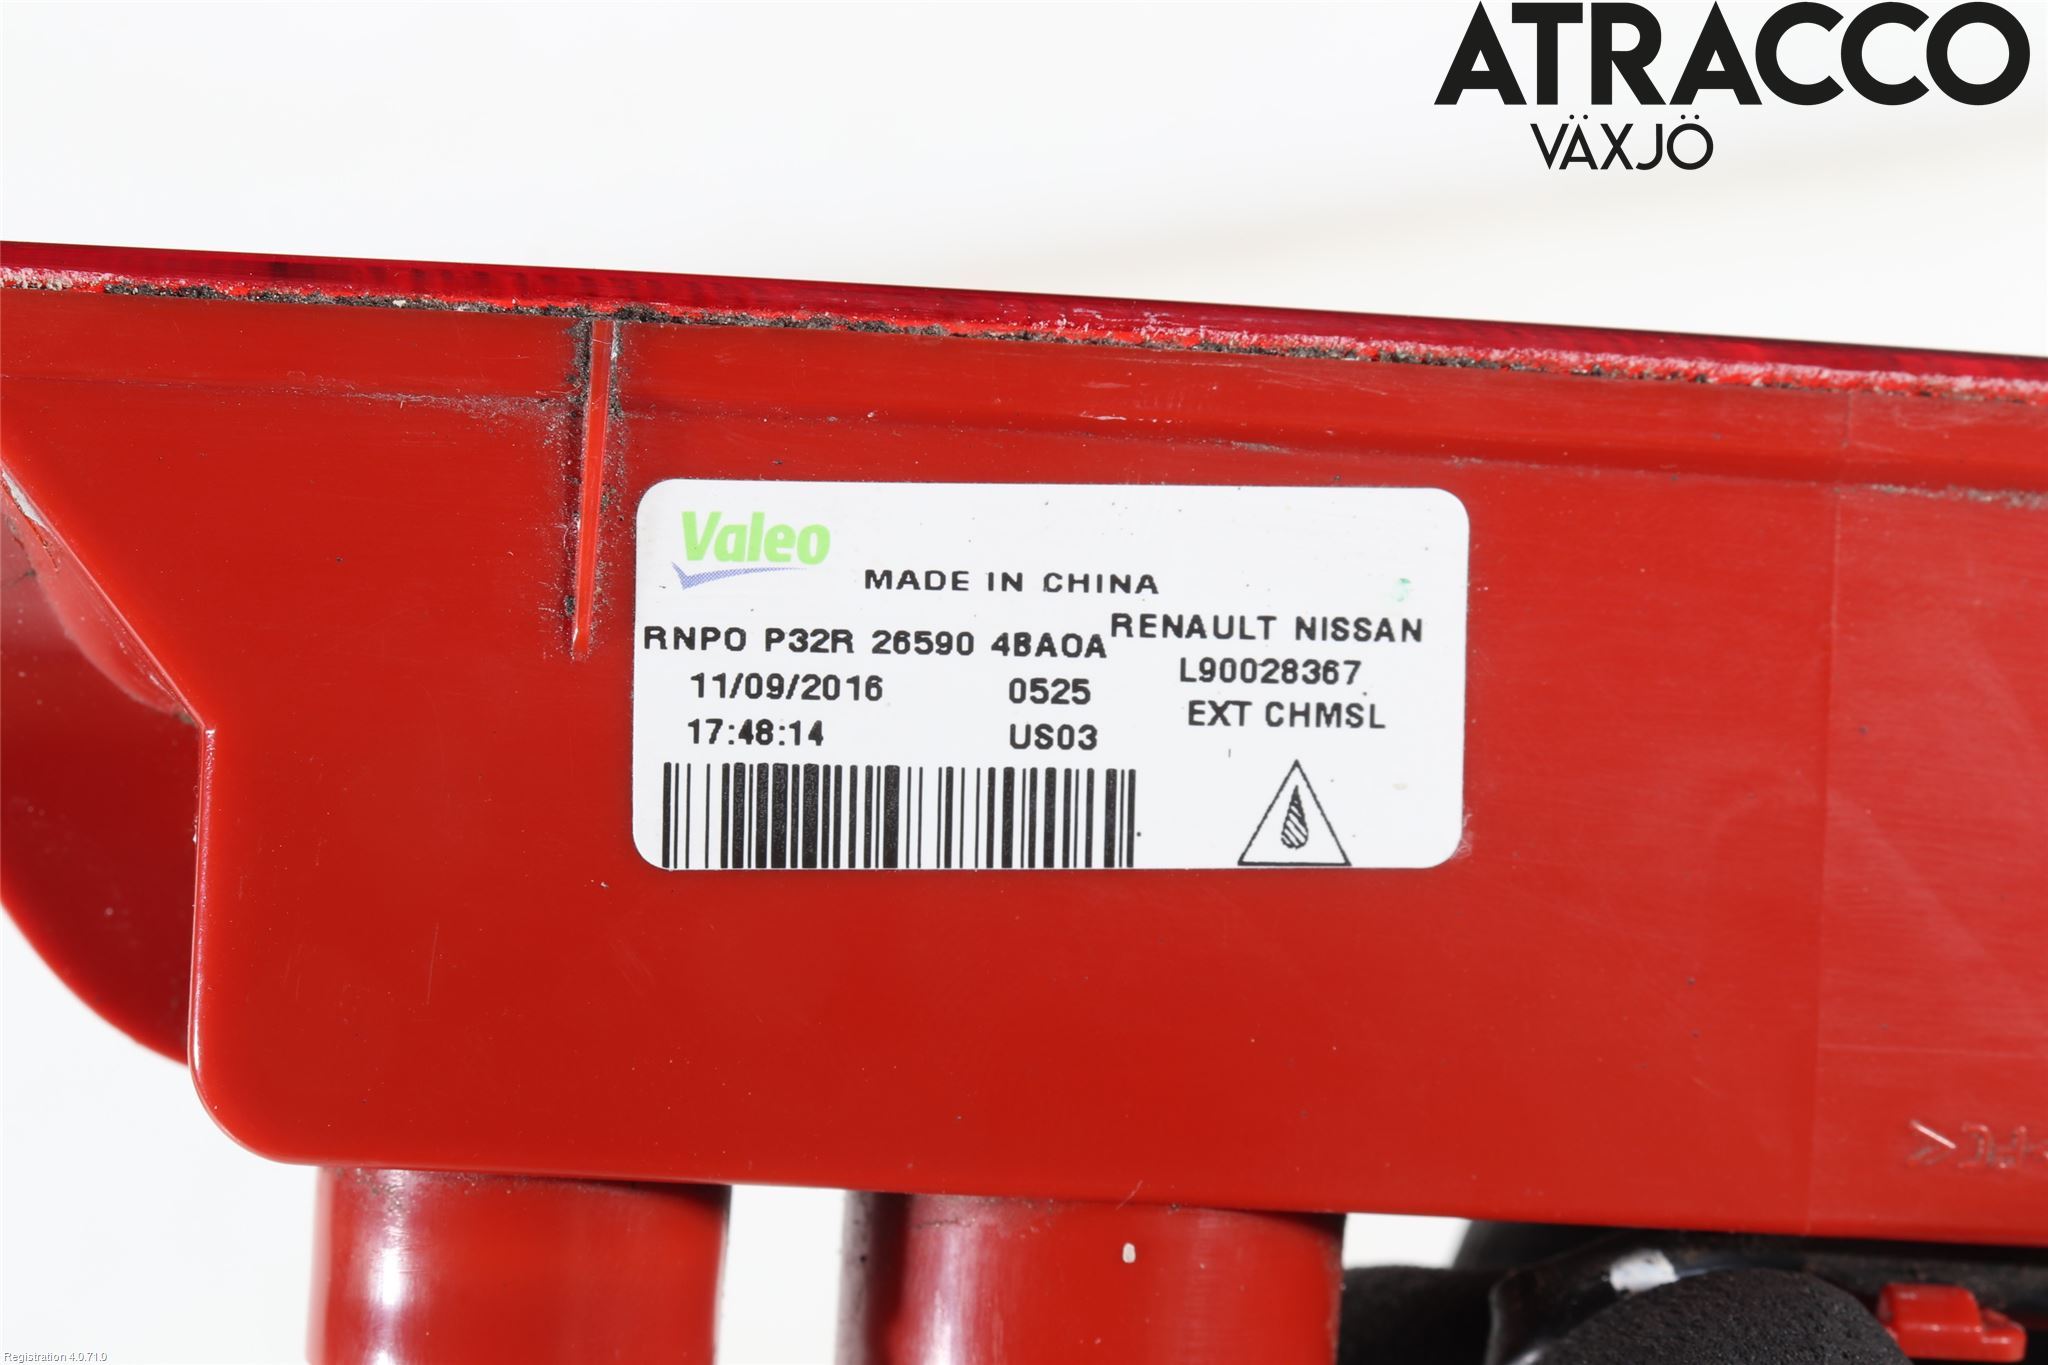 ATRACCO
VÄXJÖ
Valeo
MADE IN CHINA
RNPO P32R 26590 4BA0A
RENAULT NISSAN
11/09/2016
0525
L90028367
17:48:14
US03
EXT CHMSL
Registration 4.0.71.0